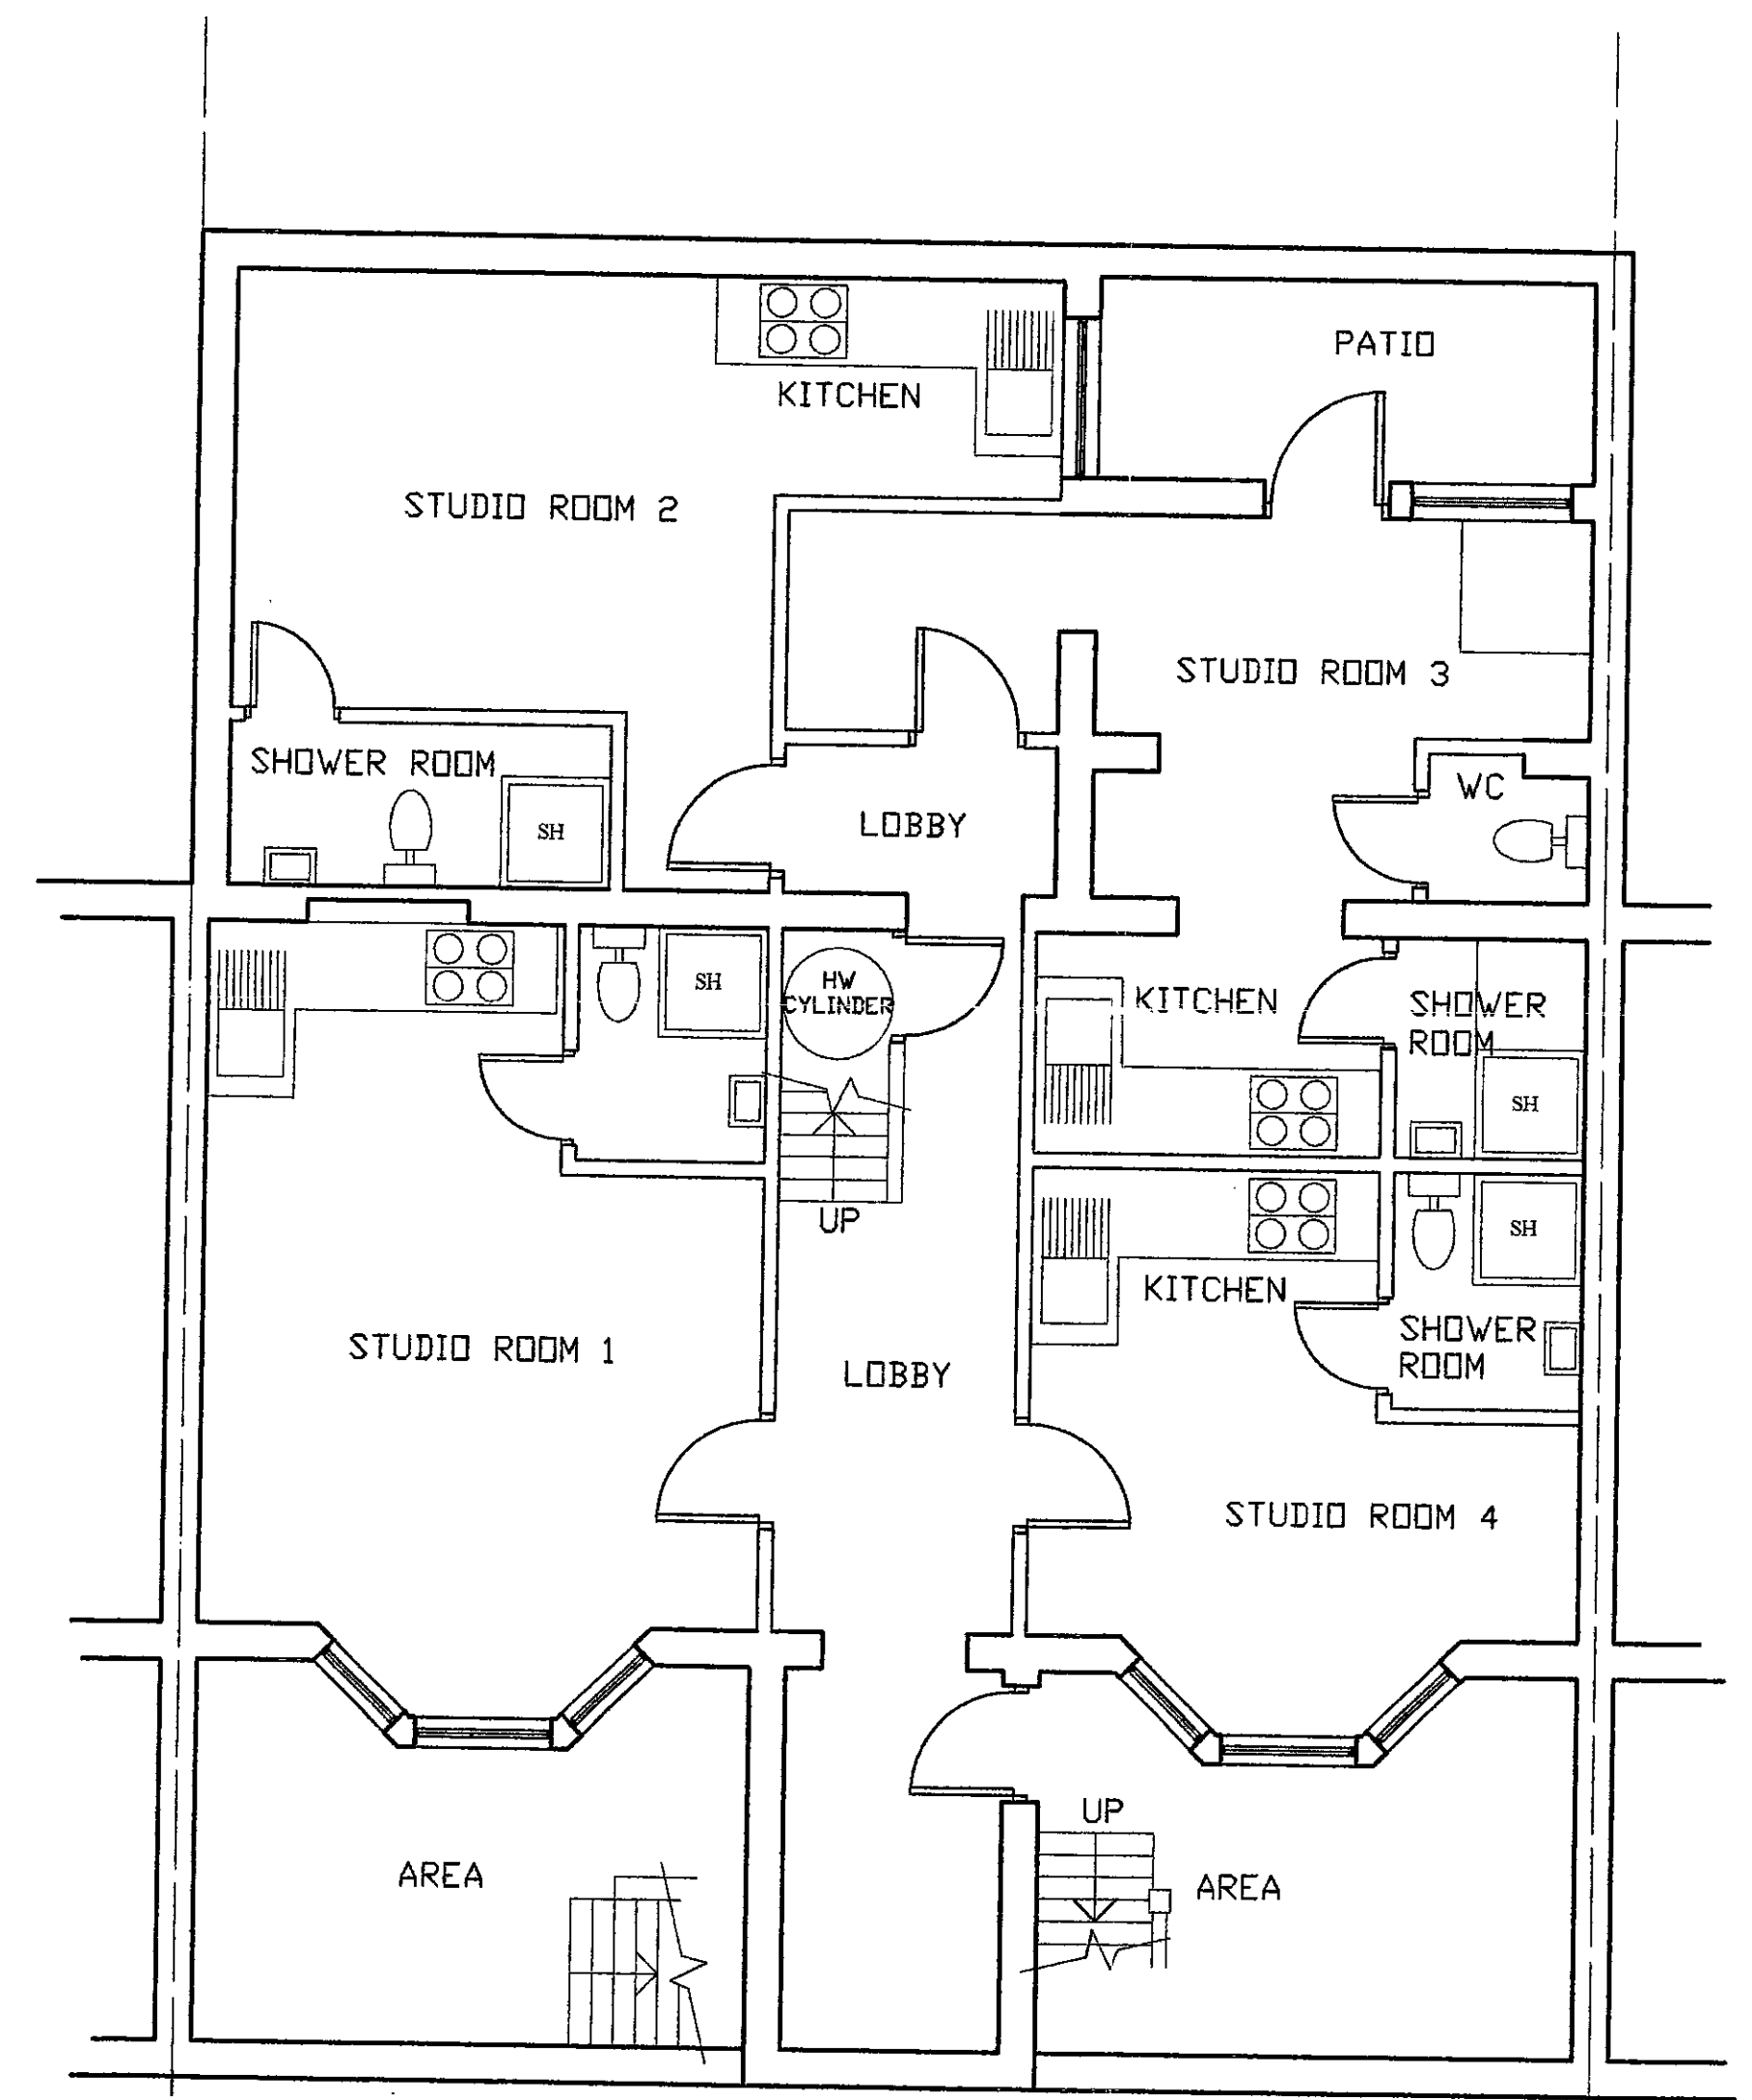 PATIO
KITCHEN
STUDIO ROOM 2
STUDIO ROOM 3
SHOWER ROOM
WC
SH
LOBBY
HW
CYLINDER
SH
KITCHEN
SHOWER
ROOM
SH
UP
SH
KITCHEN
SHOWER
ROOM
STUDIO ROOM 1
LOBBY
STUDIO ROOM 4
UP
AREA
AREA